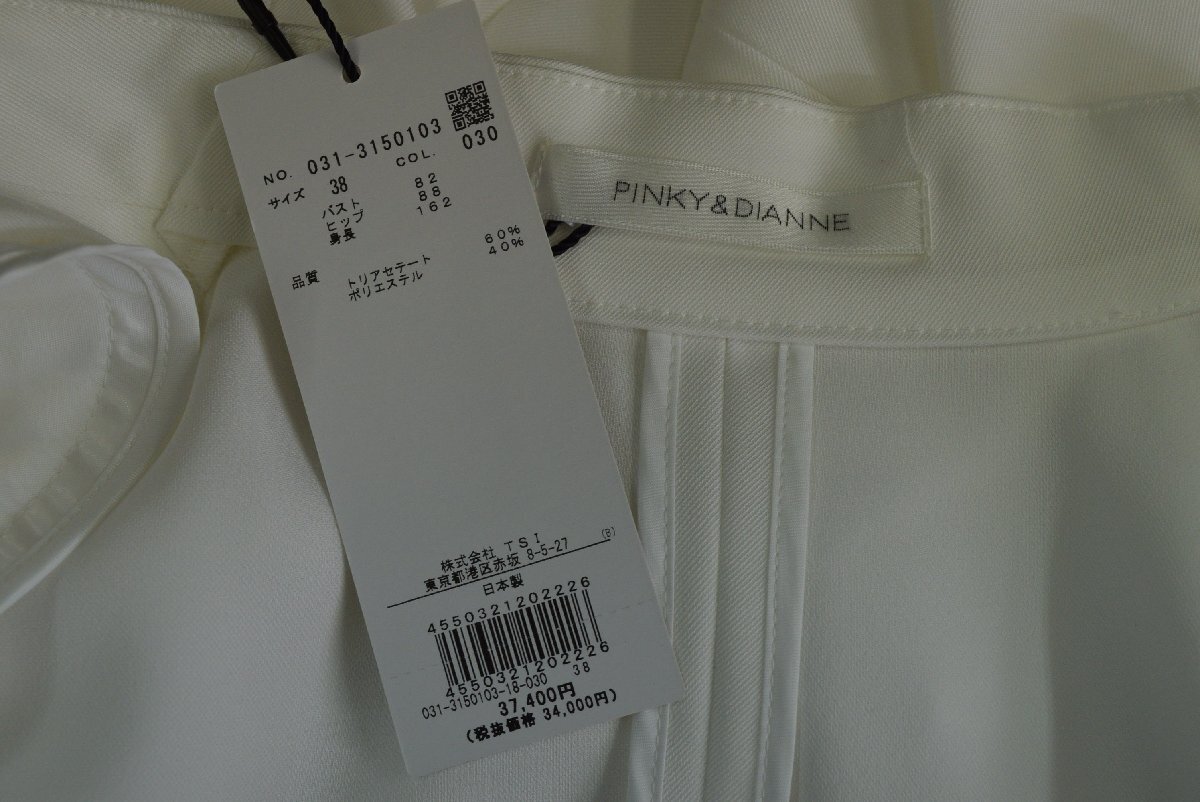 NO. 031-3150103
COL. 030
サイズ 38
バスト 82
ヒップ 88
身長 162
品質 トリアセテート 60%
ポリエステル 40%
株式会社 TSI
東京都港区赤坂 8-5-27 (B)
日本製
4550321202226
4550321202226
031-3150103-18-030 38
37,400円
(税抜価格 34,000円)
PINKY&DIANNE